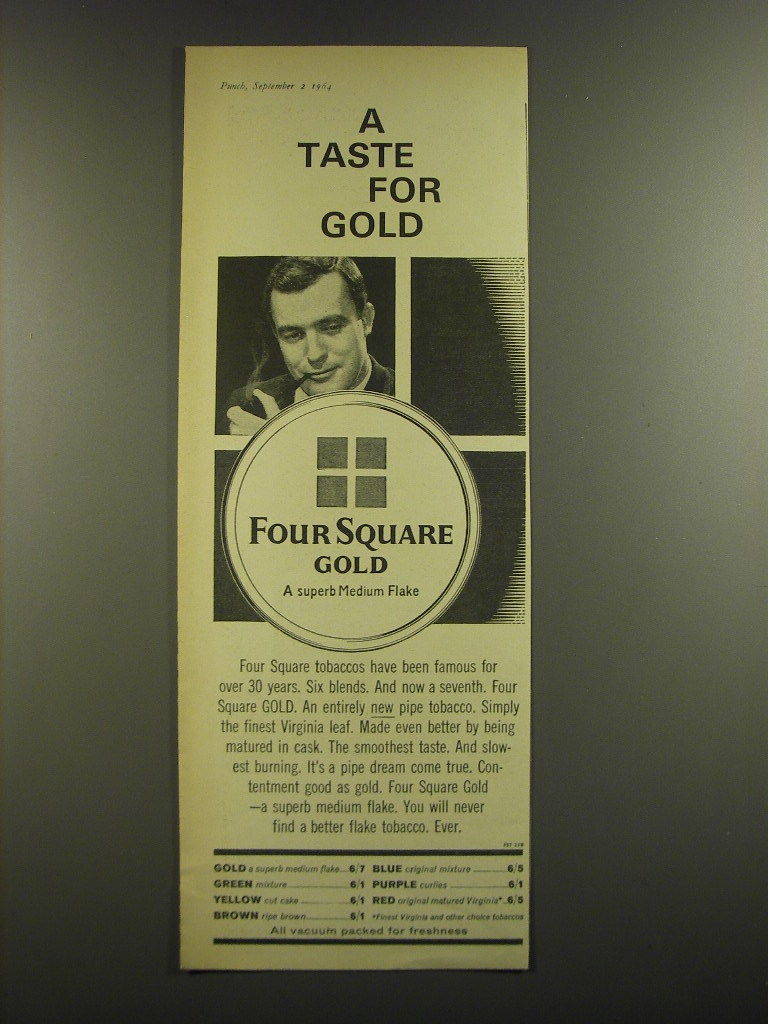 Punch, September 2 1964
A
TASTE
FOR
GOLD
FOUR SQUARE
GOLD
A superb Medium Flake
Four Square tobaccos have been famous for
over 30 years. Six blends. And now a seventh. Four
Square GOLD. An entirely new pipe tobacco. Simply
the finest Virginia leaf. Made even better by being
matured in cask. The smoothest taste. And slow-
est burning. It's a pipe dream come true. Con-
tentment good as gold. Four Square Gold
—a superb medium flake. You will never
find a better flake tobacco. Ever.
GOLD a superb medium flake...6/7 BLUE original mixture ............6/5
GREEN mixture....................6/1 PURPLE curlies ....................6/1
YELLOW cut cake ................6/1 RED original matured Virginia*..6/5
BROWN ripe brown................6/1 *Finest Virginia and other choice tobaccos
All vacuum packed for freshness